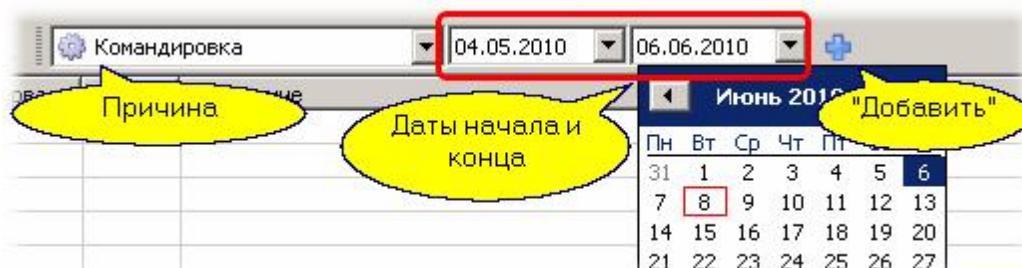 Командировка 04.05.2010 06.06.2010
Причина
Даты начала и
конца
"Добавить"
Июнь 2010
Пн Вт Ср Чт Пт
31 1 2 3 4 5 6
7 8 9 10 11 12 13
14 15 16 17 18 19 20
21 22 23 24 25 26 27